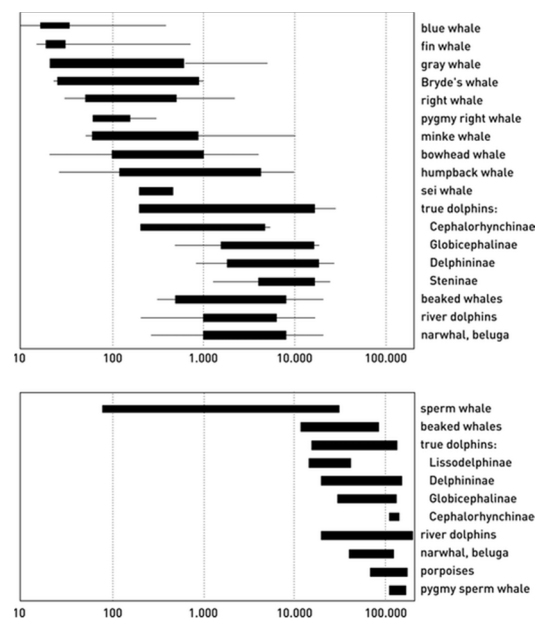 blue whale
fin whale
gray whale
Bryde's whale
right whale
pygmy right whale
minke whale
bowhead whale
humpback whale
sei whale
true dolphins:
Cephalorhynchinae
Globicephalinae
Delphininae
Steninae
beaked whales
river dolphins
narwhal, beluga
10 100 1.000 10.000 100.000
sperm whale
beaked whales
true dolphins:
Lissodelphinae
Delphininae
Globicephalinae
Cephalorhynchinae
river dolphins
narwhal, beluga
porpoises
pygmy sperm whale
10 100 1.000 10.000 100.000